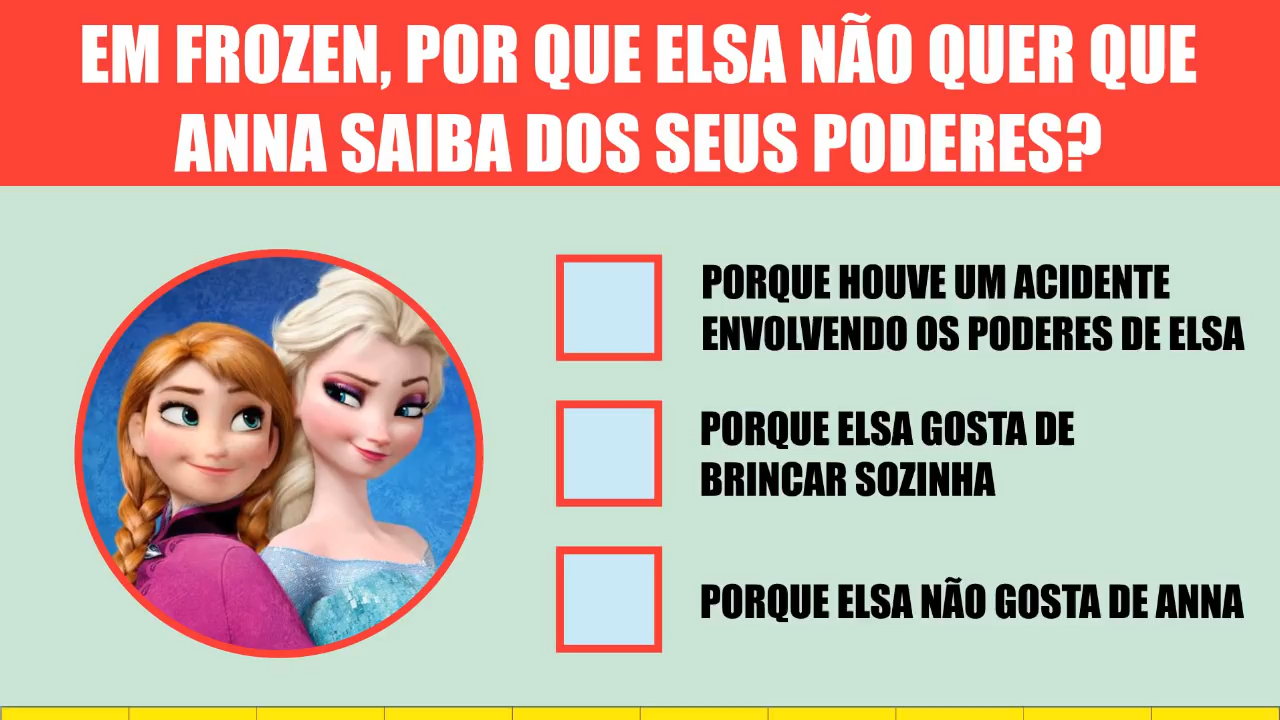 EM FROZEN, POR QUE ELSA NÃO QUER QUE
ANNA SAIBA DOS SEUS PODERES?
PORQUE HOUVE UM ACIDENTE
ENVOLVENDO OS PODERES DE ELSA
PORQUE ELSA GOSTA DE
BRINCAR SOZINHA
PORQUE ELSA NÃO GOSTA DE ANNA